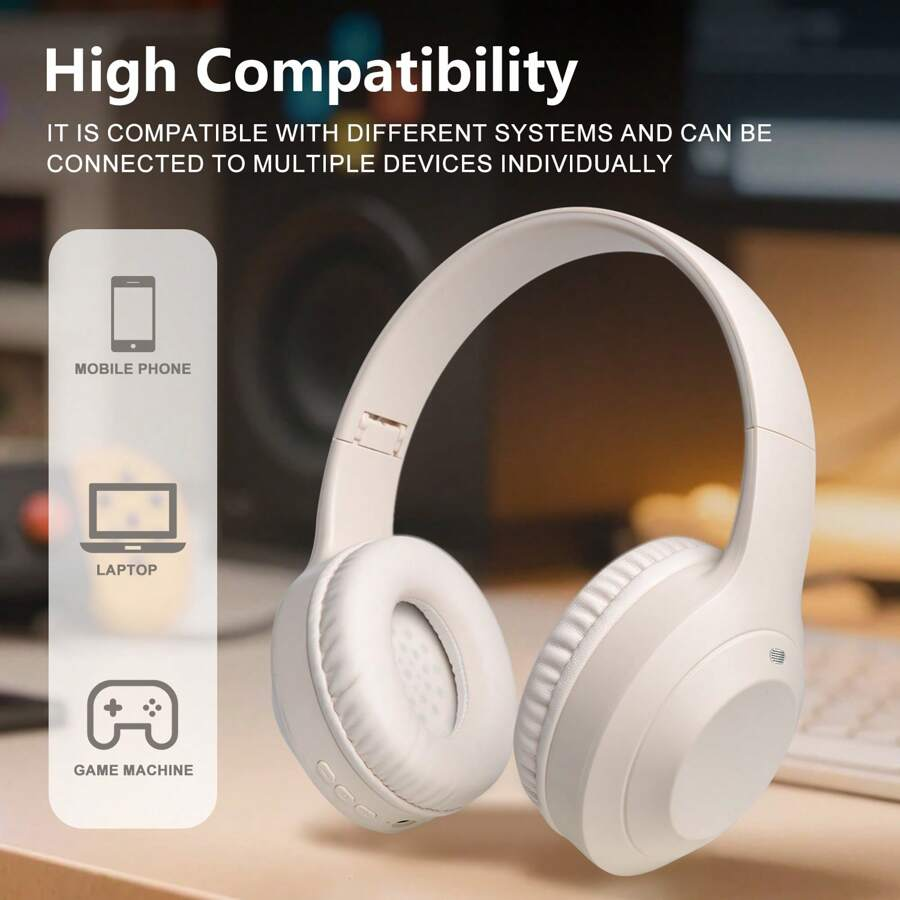 High Compatibility
IT IS COMPATIBLE WITH DIFFERENT SYSTEMS AND CAN BE
CONNECTED TO MULTIPLE DEVICES INDIVIDUALLY
MOBILE PHONE
LAPTOP
GAME MACHINE